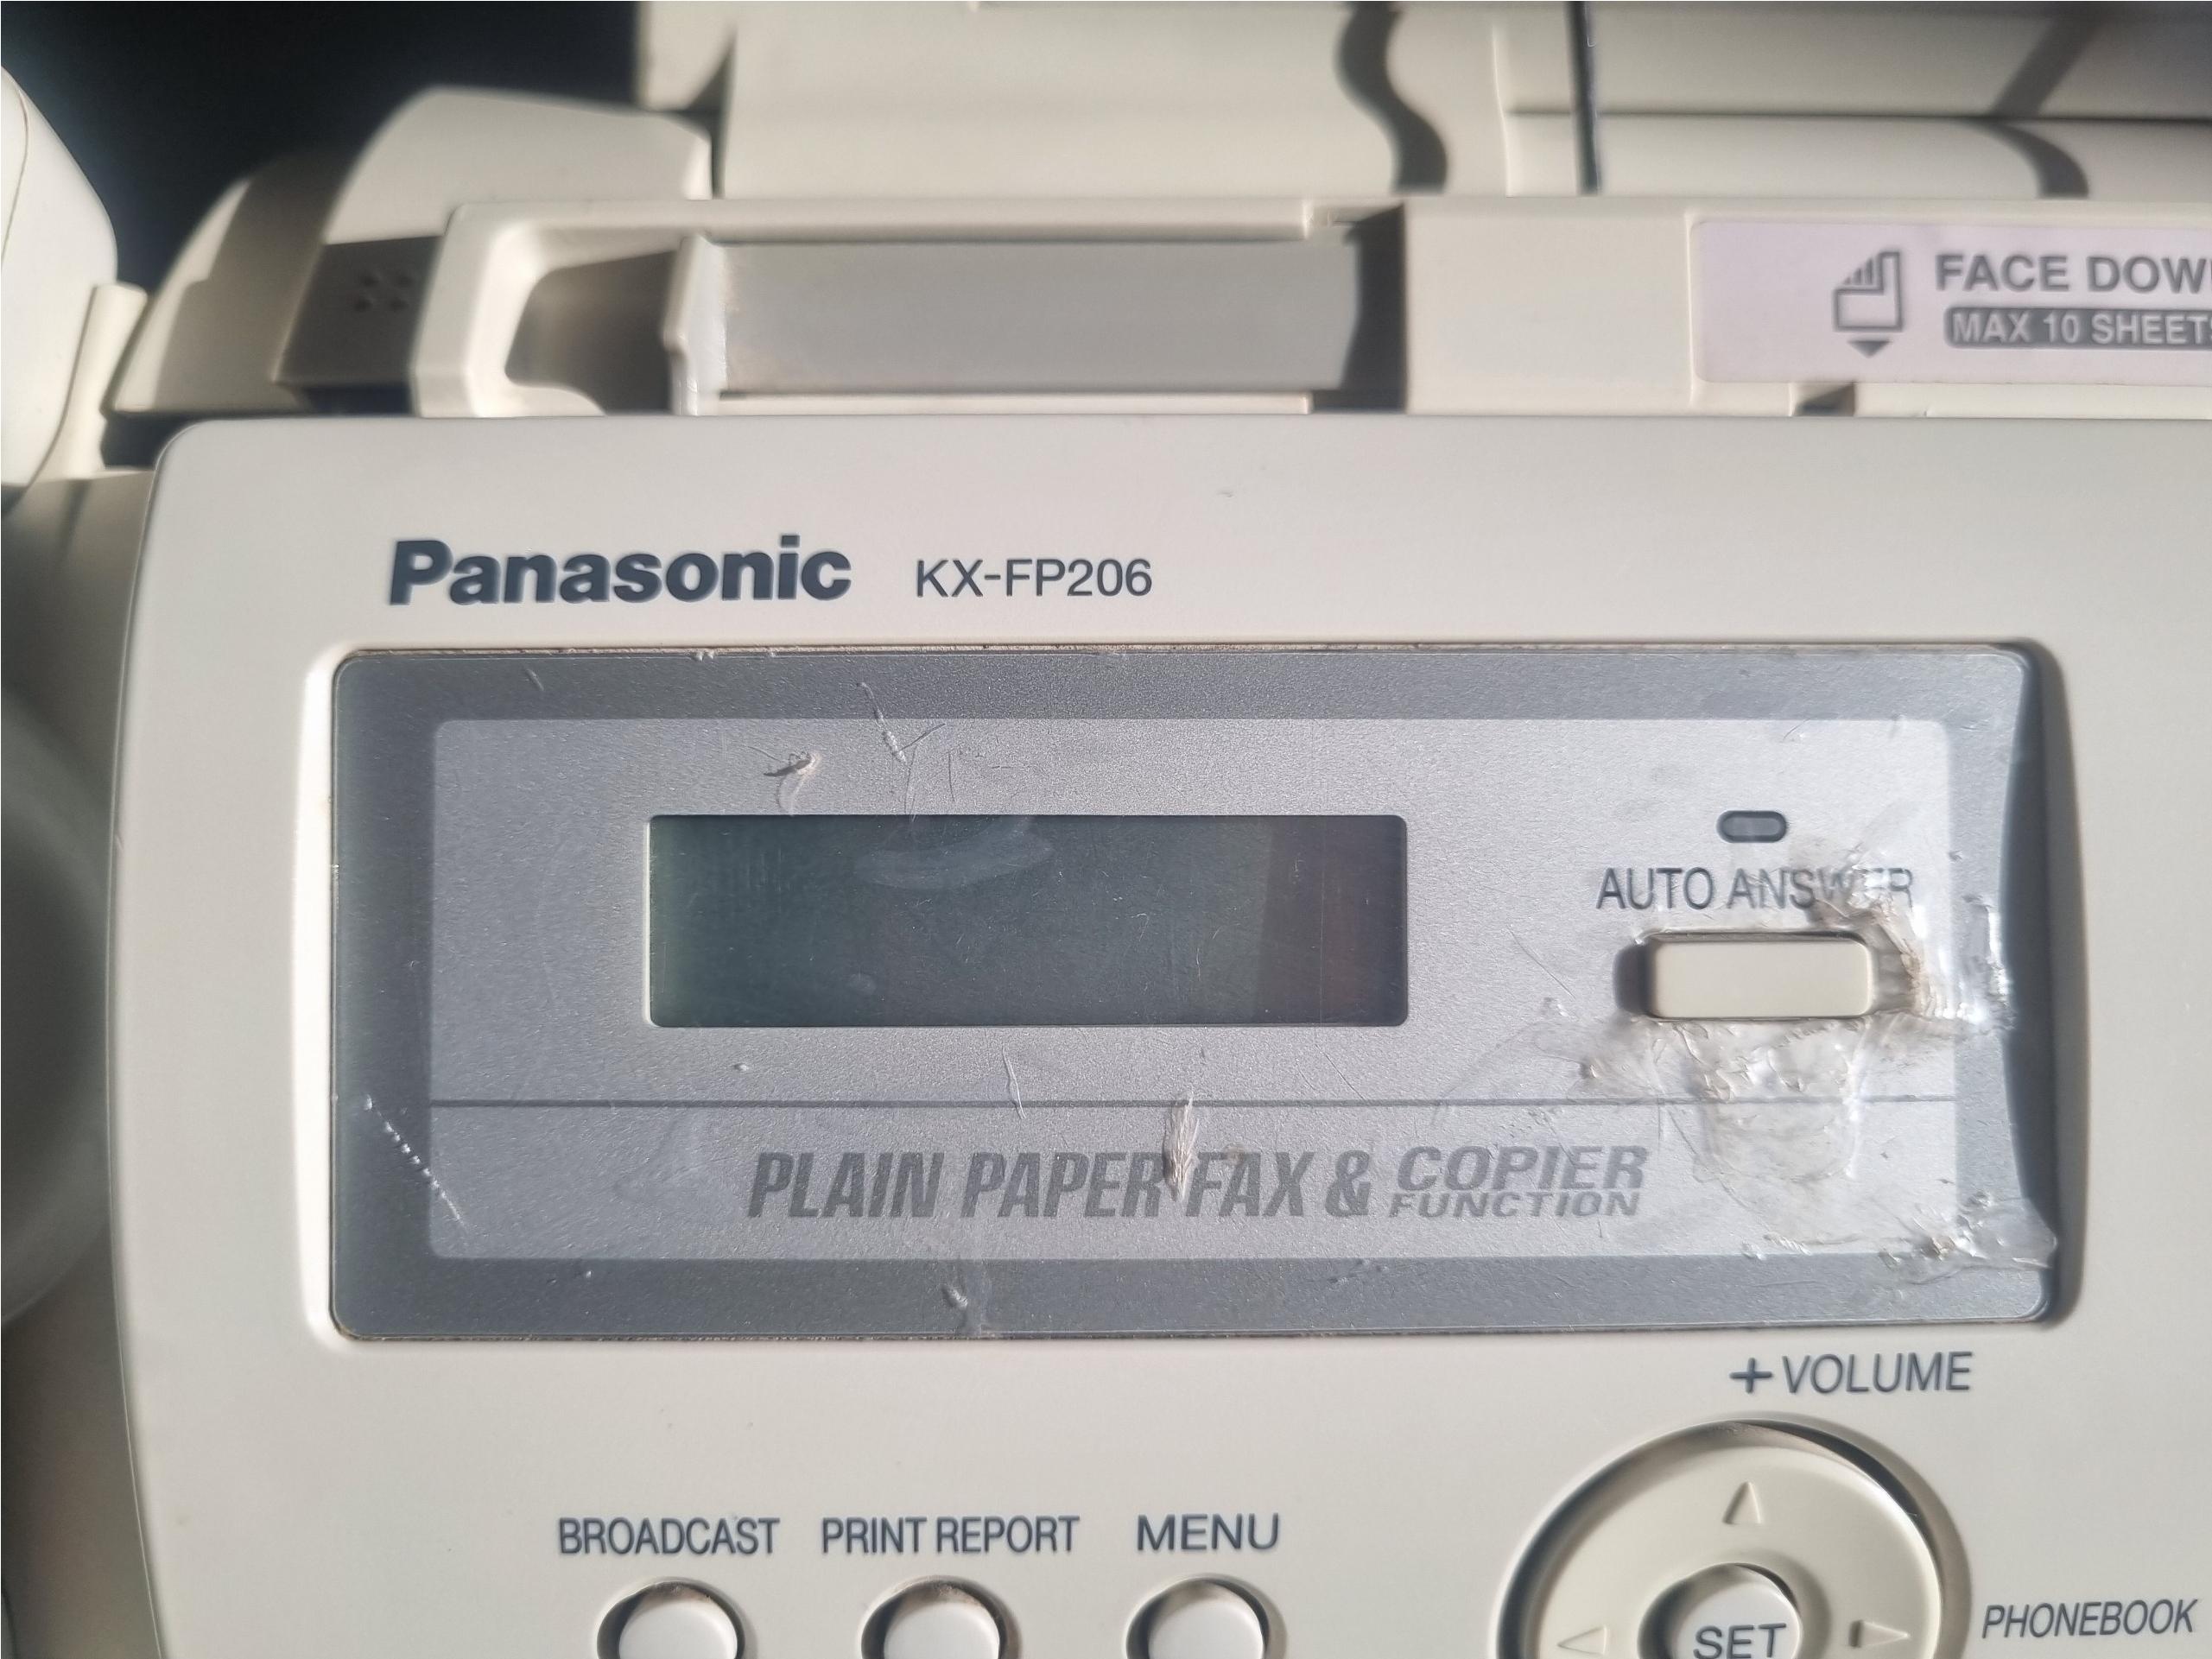 FACE DOW
MAX 10 SHEETS
Panasonic KX-FP206
AUTO ANSWER
PLAIN PAPER FAX & COPIER
FUNCTION
+VOLUME
BROADCAST PRINT REPORT MENU
PHONEBOOK
SET